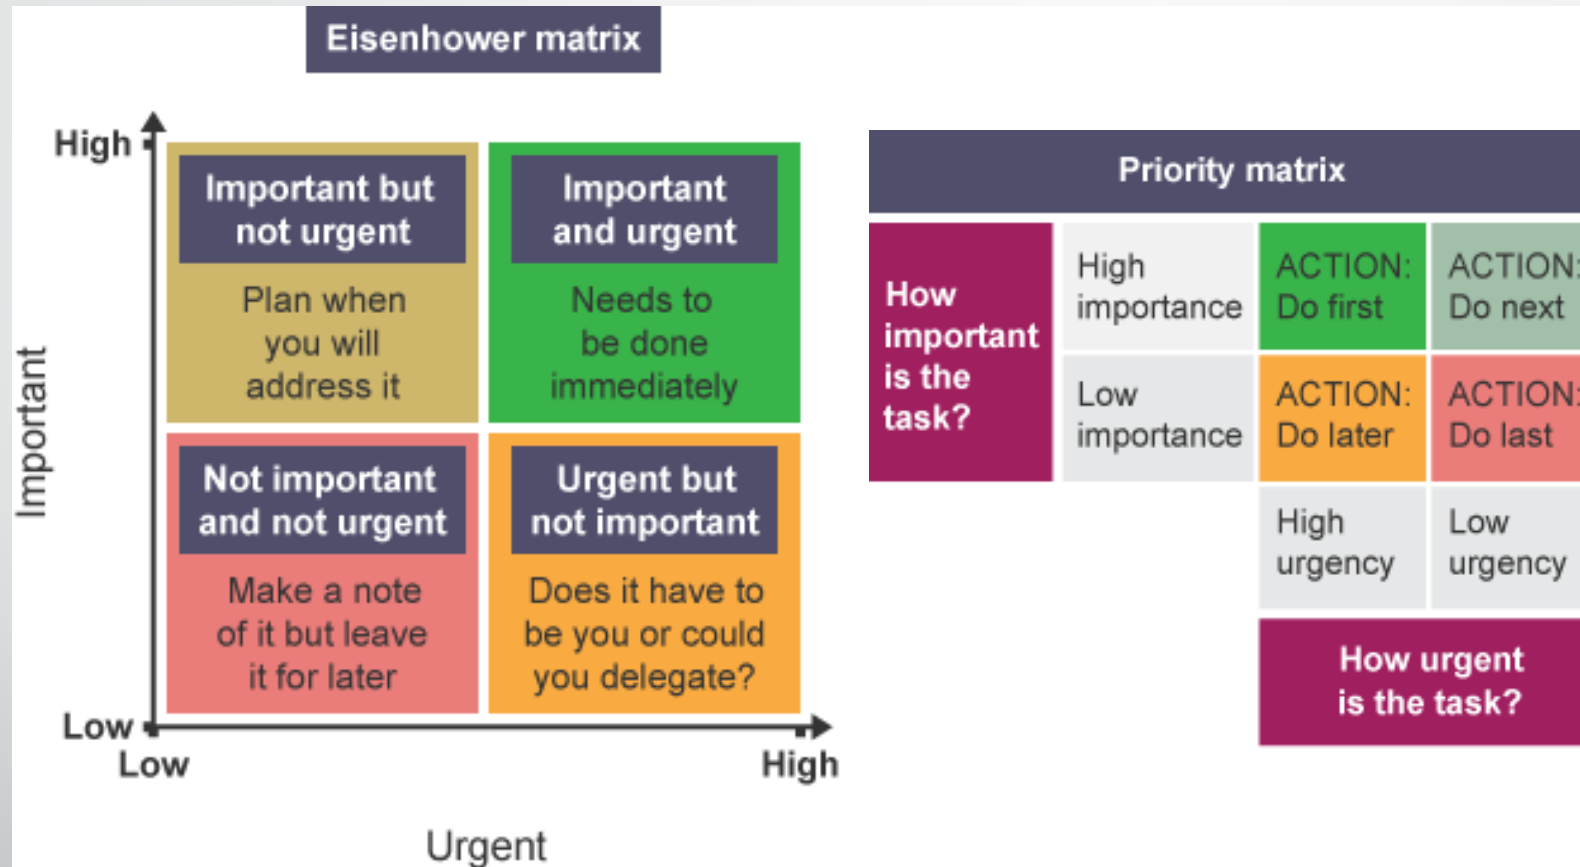 Eisenhower matrix
High
Important but
not urgent
Plan when
you will
address it
Important
and urgent
Needs to
be done
immediately
Important
Not important
and not urgent
Make a note
of it but leave
it for later
Urgent but
not important
Does it have to
be you or could
you delegate?
Low
Low
High
Urgent
Priority matrix
How
important
is the
task?
High
importance
ACTION:
Do first
ACTION:
Do next
Low
importance
ACTION:
Do later
ACTION:
Do last
High
urgency
Low
urgency
How urgent
is the task?